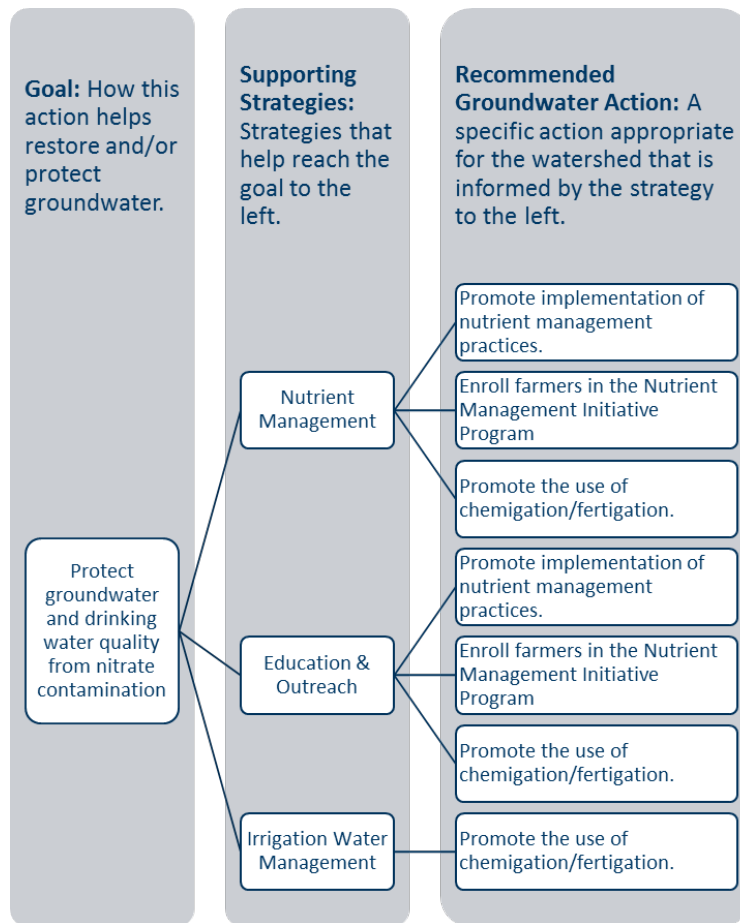 Goal: How this
action helps
restore and/or
protect
groundwater.
Supporting
Strategies:
Strategies that
help reach the
goal to the
left.
Recommended
Groundwater Action: A
specific action appropriate
for the watershed that is
informed by the strategy
to the left.
Protect
groundwater
and drinking
water quality
from nitrate
contamination
Nutrient
Management
Promote implementation of
nutrient management
practices.
Enroll farmers in the Nutrient
Management Initiative
Program
Promote the use of
chemigation/fertigation.
Education &
Outreach
Promote implementation of
nutrient management
practices.
Enroll farmers in the Nutrient
Management Initiative
Program
Promote the use of
chemigation/fertigation.
Irrigation Water
Management
Promote the use of
chemigation/fertigation.